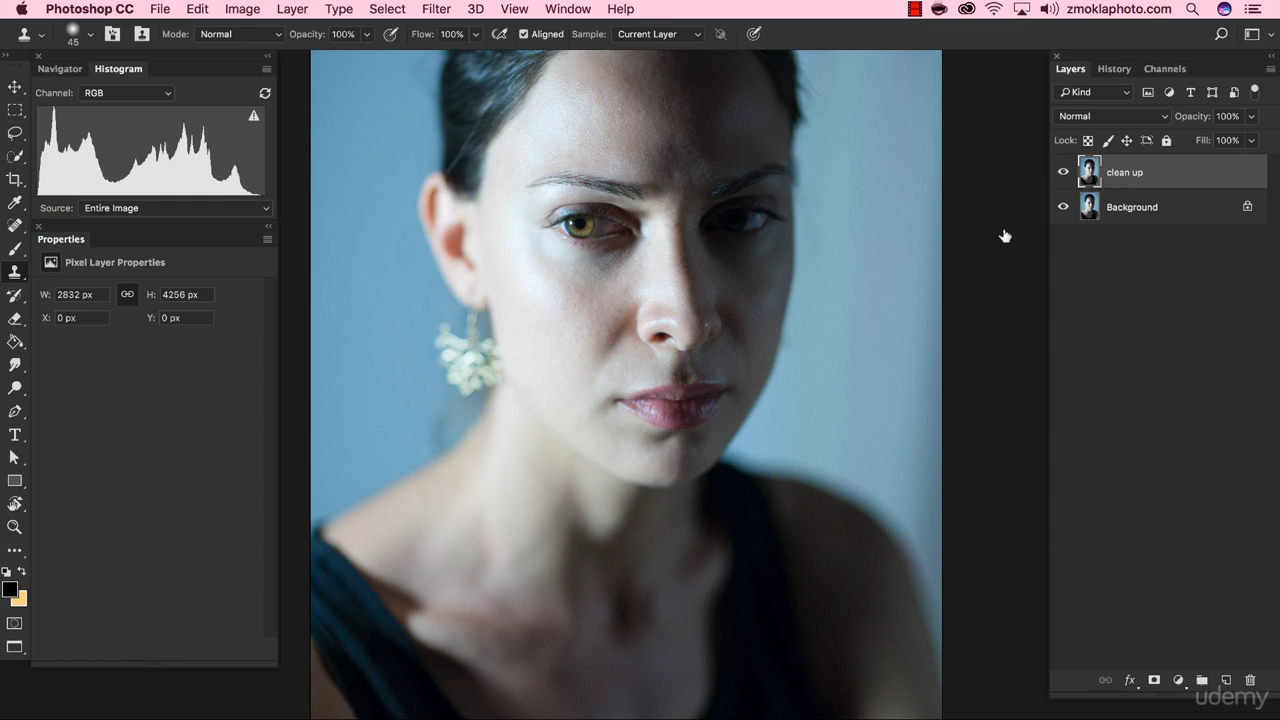 Photoshop CC File Edit Image Layer Type Select Filter 3D View Window Help zmoklaphoto.com
45 Mode: Normal Opacity: 100% Flow: 100% Aligned Sample: Current Layer
Navigator Histogram
Channel: RGB
Source: Entire Image
Properties
Pixel Layer Properties
W: 2832 px H: 4256 px
X: 0 px Y: 0 px
T
Layers History Channels
Kind T
Normal Opacity: 100%
Lock: Fill: 100%
clean up
Background
fx
udemy